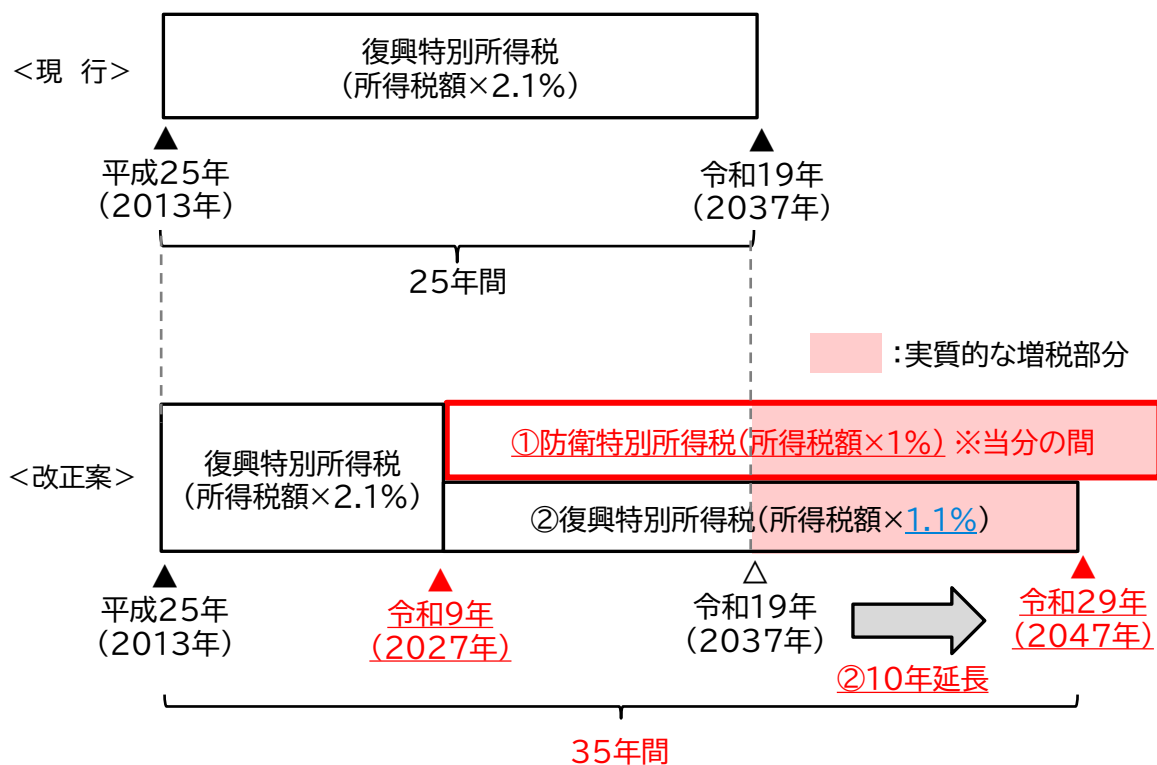 <現 行>
復興特別所得税
(所得税額×2.1%)
▲
▲
平成25年
(2013年)
令和19年
(2037年)
25年間
:実質的な増税部分
<改正案>
復興特別所得税
(所得税額×2.1%)
①防衛特別所得税(所得税額×1%) ※当分の間
②復興特別所得税(所得税額×1.1%)
▲
▲
△
▲
平成25年
(2013年)
令和9年
(2027年)
令和19年
(2037年)
令和29年
(2047年)
②10年延長
35年間